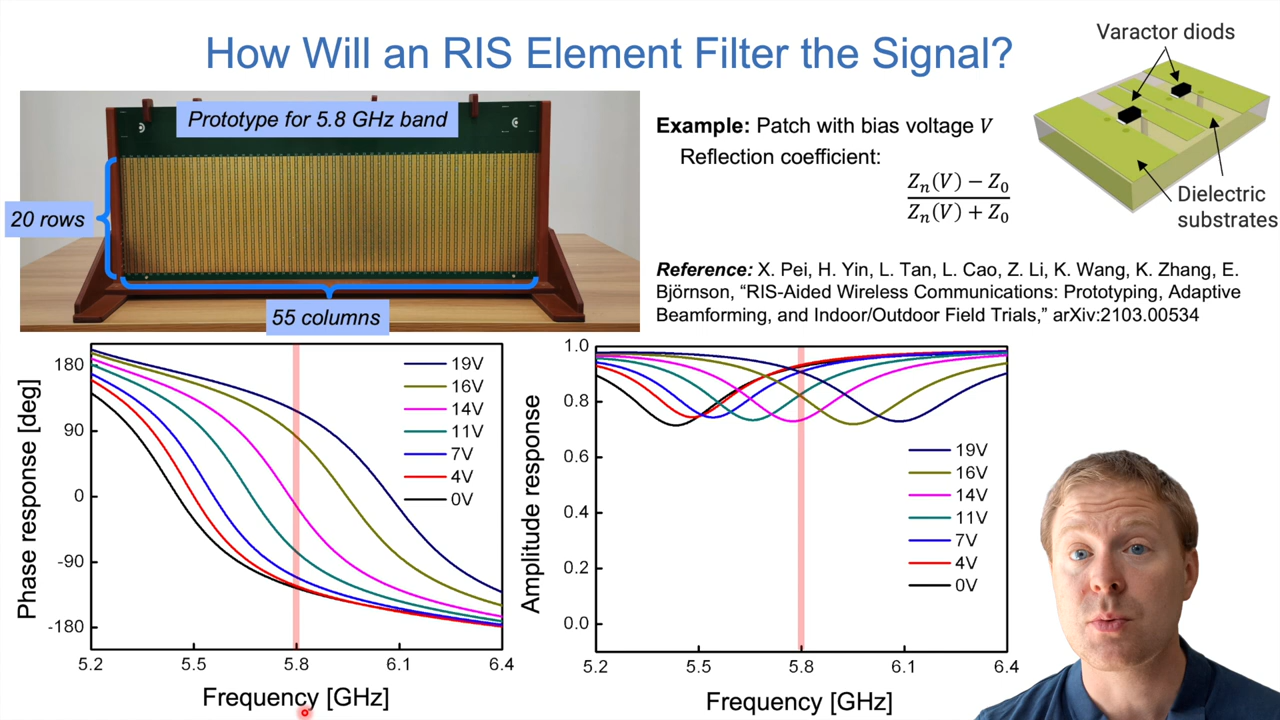 How Will an RIS Element Filter the Signal?
Prototype for 5.8 GHz band
20 rows
55 columns
Example: Patch with bias voltage V
Reflection coefficient:
Zₙ(V) − Z₀
Zₙ(V) + Z₀
Varactor diods
Dielectric
substrates
Reference: X. Pei, H. Yin, L. Tan, L. Cao, Z. Li, K. Wang, K. Zhang, E.
Björnson, “RIS-Aided Wireless Communications: Prototyping, Adaptive
Beamforming, and Indoor/Outdoor Field Trials,” arXiv:2103.00534
Phase response [deg]
180
90
0
-90
-180
19V
16V
14V
11V
7V
4V
0V
5.2
5.5
5.8
6.1
6.4
Frequency [GHz]
Amplitude response
1.0
0.8
0.6
0.4
0.2
0.0
19V
16V
14V
11V
7V
4V
0V
5.2
5.5
5.8
6.1
6.4
Frequency [GHz]